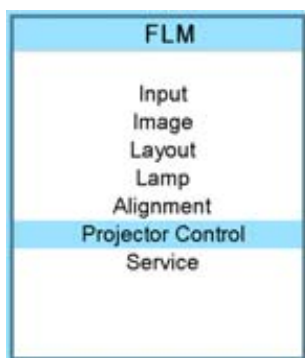 FLM
Input
Image
Layout
Lamp
Alignment
Projector Control
Service